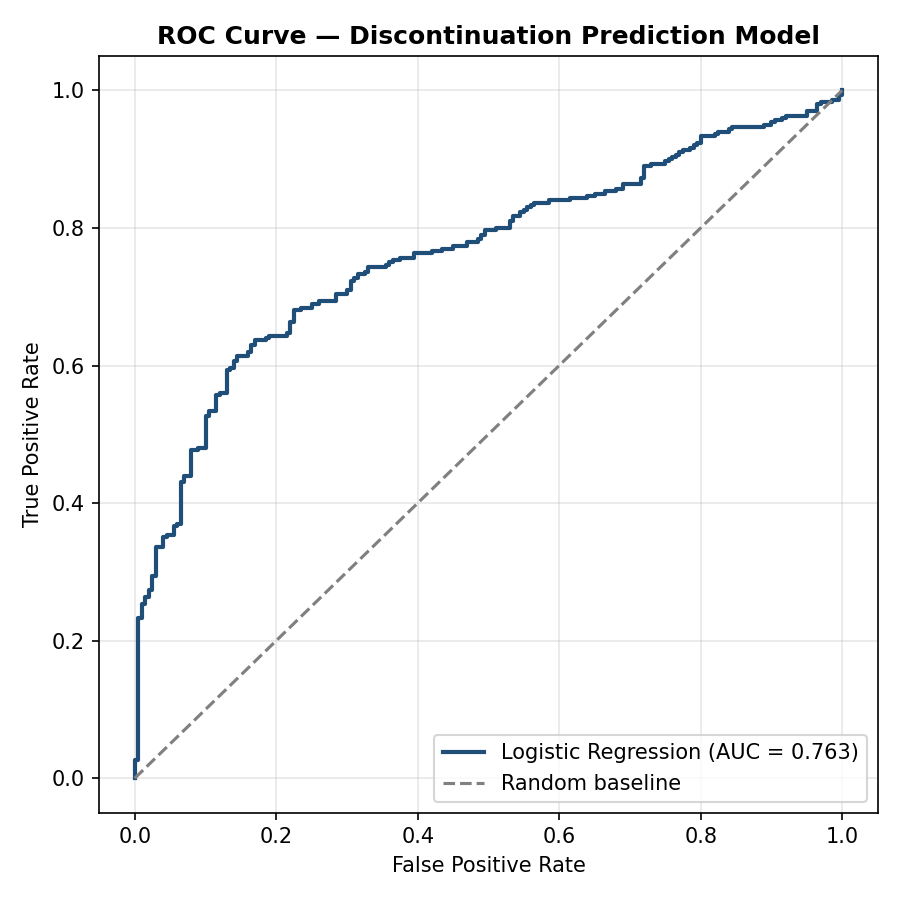 ROC Curve — Discontinuation Prediction Model
True Positive Rate
1.0
0.8
0.6
0.4
0.2
0.0
Logistic Regression (AUC = 0.763)
Random baseline
0.0 0.2 0.4 0.6 0.8 1.0
False Positive Rate